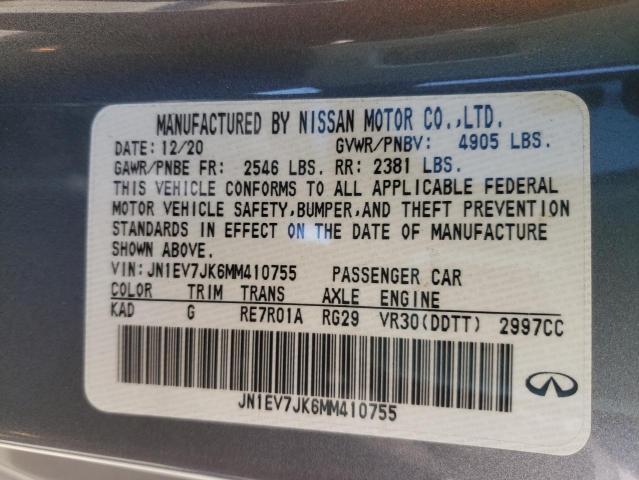 MANUFACTURED BY NISSAN MOTOR CO.,LTD.
DATE: 12/20 GVWR/PNBV: 4905 LBS.
GAWR/PNBE FR: 2546 LBS. RR: 2381 LBS.
THIS VEHICLE CONFORMS TO ALL APPLICABLE FEDERAL
MOTOR VEHICLE SAFETY,BUMPER,AND THEFT PREVENTION
STANDARDS IN EFFECT ON THE DATE OF MANUFACTURE
SHOWN ABOVE.
VIN:JN1EV7JK6MM410755 PASSENGER CAR
COLOR TRIM TRANS AXLE ENGINE
KAD G RE7R01A RG29 VR30(DDTT) 2997CC
JN1EV7JK6MM410755